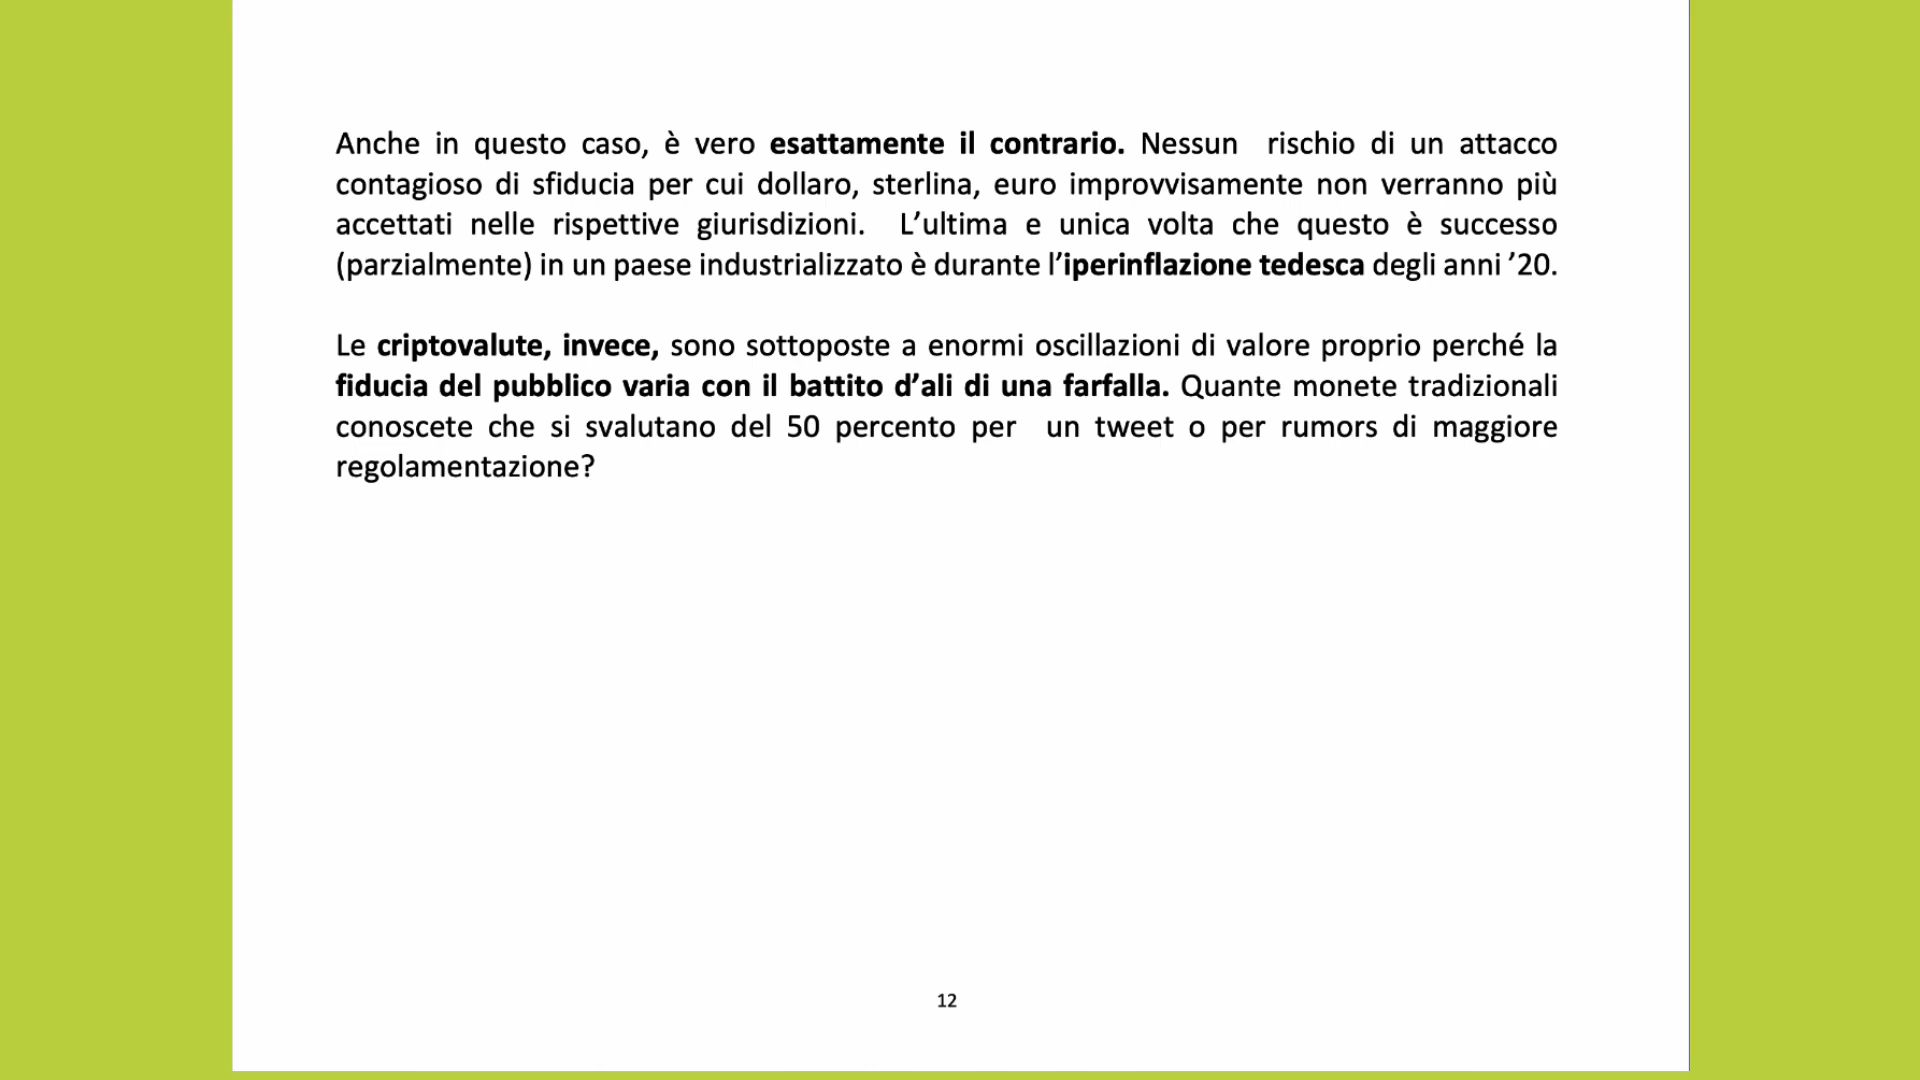 Anche in questo caso, è vero esattamente il contrario. Nessun rischio di un attacco
contagioso di sfiducia per cui dollaro, sterlina, euro improvvisamente non verranno più
accettati nelle rispettive giurisdizioni. L’ultima e unica volta che questo è successo
(parzialmente) in un paese industrializzato è durante l’iperinflazione tedesca degli anni ’20.
Le criptovalute, invece, sono sottoposte a enormi oscillazioni di valore proprio perché la
fiducia del pubblico varia con il battito d’ali di una farfalla. Quante monete tradizionali
conoscete che si svalutano del 50 percento per un tweet o per rumors di maggiore
regolamentazione?
12